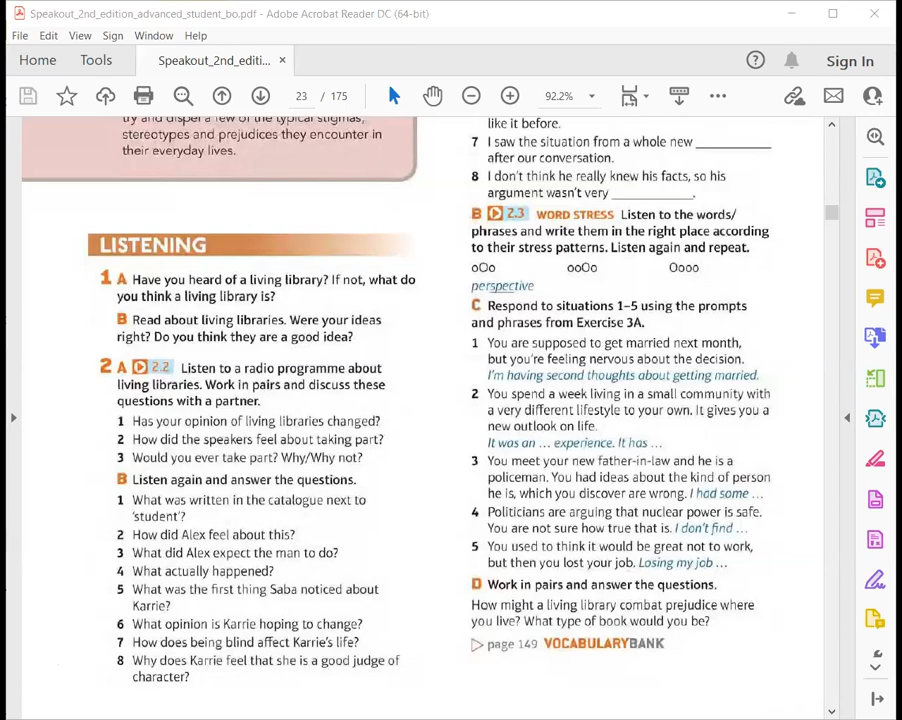 Speakout_2nd_edition_advanced_student_bo.pdf - Adobe Acrobat Reader DC (64-bit)
File Edit View Sign Window Help
Home Tools Speakout_2nd_editi... × Sign In
23 / 175 92.2%
try and dispel a few of the typical stigmas,
stereotypes and prejudices they encounter in
their everyday lives.
LISTENING
1 A Have you heard of a living library? If not, what do
you think a living library is?
B Read about living libraries. Were your ideas
right? Do you think they are a good idea?
2 A 2.2 Listen to a radio programme about
living libraries. Work in pairs and discuss these
questions with a partner.
1 Has your opinion of living libraries changed?
2 How did the speakers feel about taking part?
3 Would you ever take part? Why/Why not?
B Listen again and answer the questions.
1 What was written in the catalogue next to
'student'?
2 How did Alex feel about this?
3 What did Alex expect the man to do?
4 What actually happened?
5 What was the first thing Saba noticed about
Karrie?
6 What opinion is Karrie hoping to change?
7 How does being blind affect Karrie's life?
8 Why does Karrie feel that she is a good judge of
character?
like it before.
7 I saw the situation from a whole new __________
after our conversation.
8 I don't think he really knew his facts, so his
argument wasn't very __________.
B 2.3 WORD STRESS Listen to the words/
phrases and write them in the right place according
to their stress patterns. Listen again and repeat.
oOo ooOo Oooo
perspective
C Respond to situations 1–5 using the prompts
and phrases from Exercise 3A.
1 You are supposed to get married next month,
but you're feeling nervous about the decision.
I'm having second thoughts about getting married.
2 You spend a week living in a small community with
a very different lifestyle to your own. It gives you a
new outlook on life.
It was an ... experience. It has ...
3 You meet your new father-in-law and he is a
policeman. You had ideas about the kind of person
he is, which you discover are wrong. I had some ...
4 Politicians are arguing that nuclear power is safe.
You are not sure how true that is. I don't find ...
5 You used to think it would be great not to work,
but then you lost your job. Losing my job ...
D Work in pairs and answer the questions.
How might a living library combat prejudice where
you live? What type of book would you be?
page 149 VOCABULARYBANK